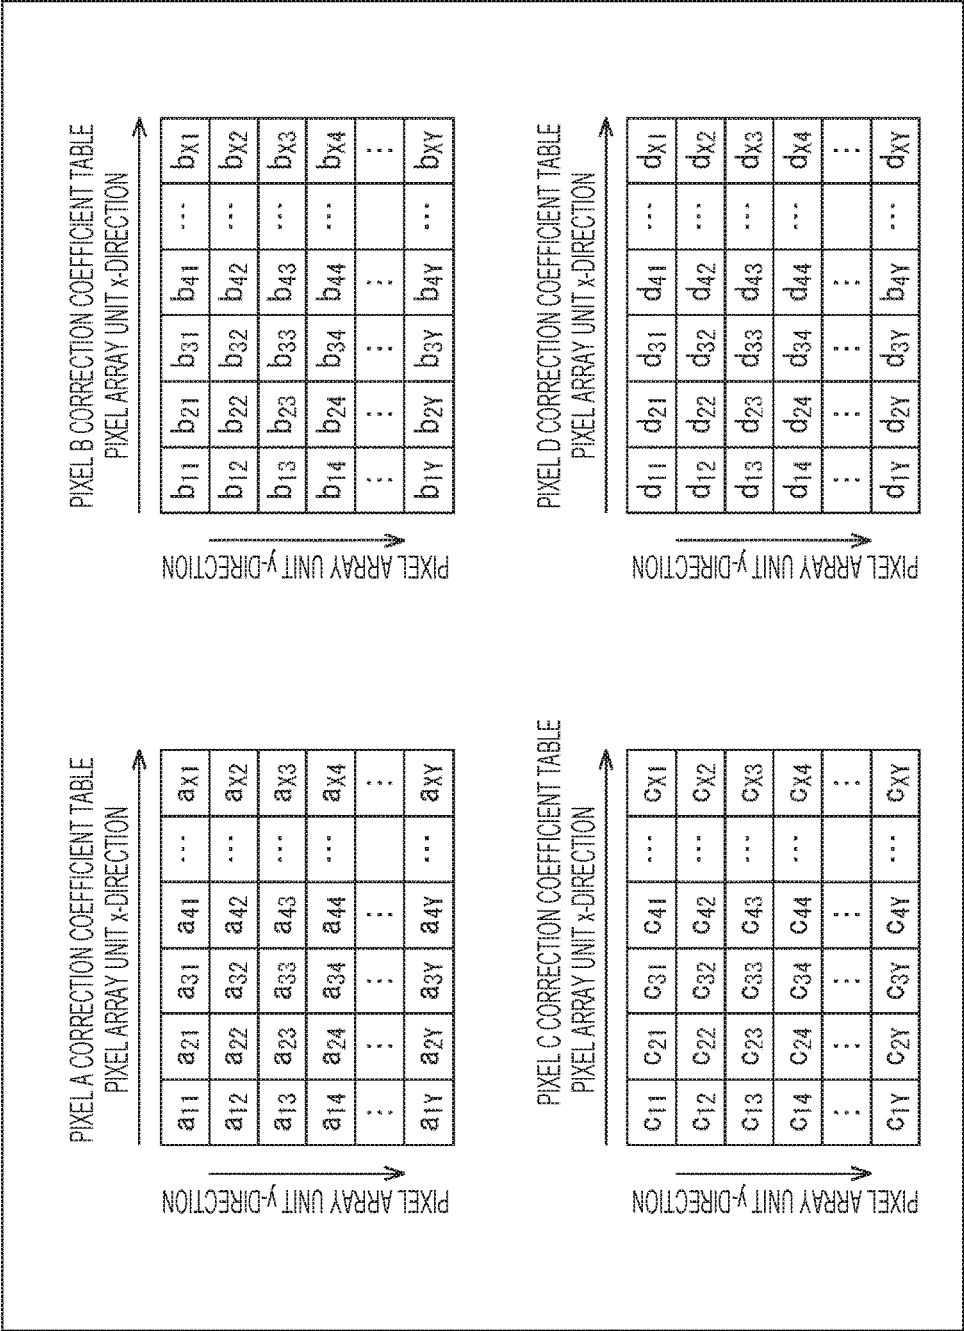 PIXEL A CORRECTION COEFFICIENT TABLE
PIXEL ARRAY UNIT x-DIRECTION
PIXEL ARRAY UNIT y-DIRECTION
a11 a21 a31 a41 ... aX1
a12 a22 a32 a42 ... aX2
a13 a23 a33 a43 ... aX3
a14 a24 a34 a44 ... aX4
⋮ ⋮ ⋮ ⋮ ⋮
a1Y a2Y a3Y a4Y ... aXY
PIXEL B CORRECTION COEFFICIENT TABLE
PIXEL ARRAY UNIT x-DIRECTION
PIXEL ARRAY UNIT y-DIRECTION
b11 b21 b31 b41 ... bX1
b12 b22 b32 b42 ... bX2
b13 b23 b33 b43 ... bX3
b14 b24 b34 b44 ... bX4
⋮ ⋮ ⋮ ⋮ ⋮
b1Y b2Y b3Y b4Y ... bXY
PIXEL C CORRECTION COEFFICIENT TABLE
PIXEL ARRAY UNIT x-DIRECTION
PIXEL ARRAY UNIT y-DIRECTION
c11 c21 c31 c41 ... cX1
c12 c22 c32 c42 ... cX2
c13 c23 c33 c43 ... cX3
c14 c24 c34 c44 ... cX4
⋮ ⋮ ⋮ ⋮ ⋮
c1Y c2Y c3Y c4Y ... cXY
PIXEL D CORRECTION COEFFICIENT TABLE
PIXEL ARRAY UNIT x-DIRECTION
PIXEL ARRAY UNIT y-DIRECTION
d11 d21 d31 d41 ... dX1
d12 d22 d32 d42 ... dX2
d13 d23 d33 d43 ... dX3
d14 d24 d34 d44 ... dX4
⋮ ⋮ ⋮ ⋮ ⋮
d1Y d2Y d3Y b4Y ... dXY